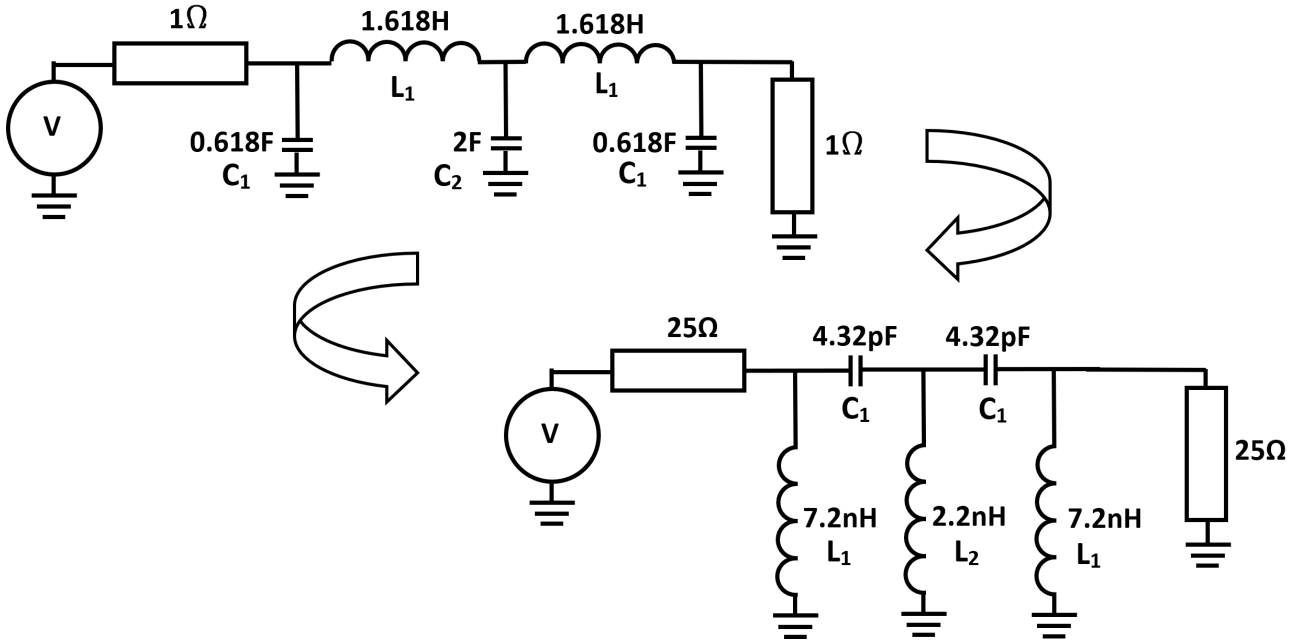 1Ω
1.618H
1.618H
L1
L1
V
0.618F
C1
2F
C2
0.618F
C1
1Ω
25Ω
4.32pF
4.32pF
C1
C1
V
25Ω
7.2nH
L1
2.2nH
L2
7.2nH
L1